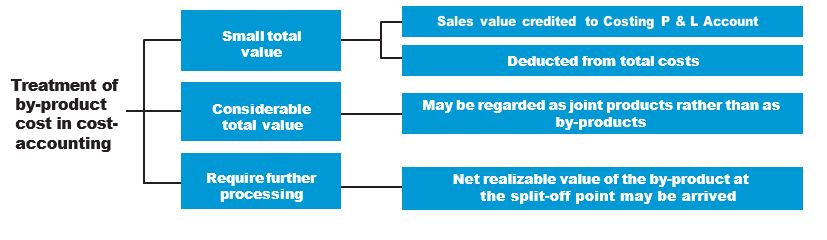 Treatment of
by-product
cost in cost-
accounting
Small total
value
Sales value credited to Costing P & L Account
Deducted from total costs
Considerable
total value
May be regarded as joint products rather than as
by-products
Require further
processing
Net realizable value of the by-product at
the split-off point may be arrived